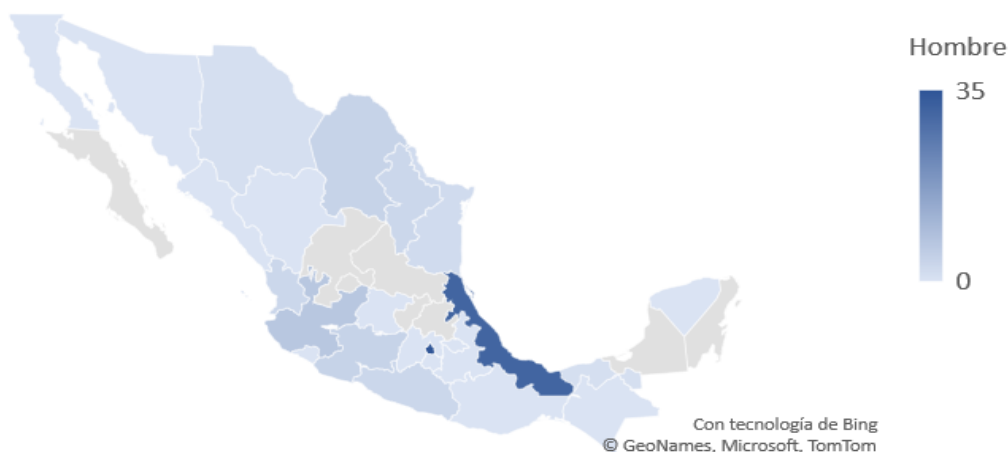 Hombre
35
0
Con tecnología de Bing
© GeoNames, Microsoft, TomTom